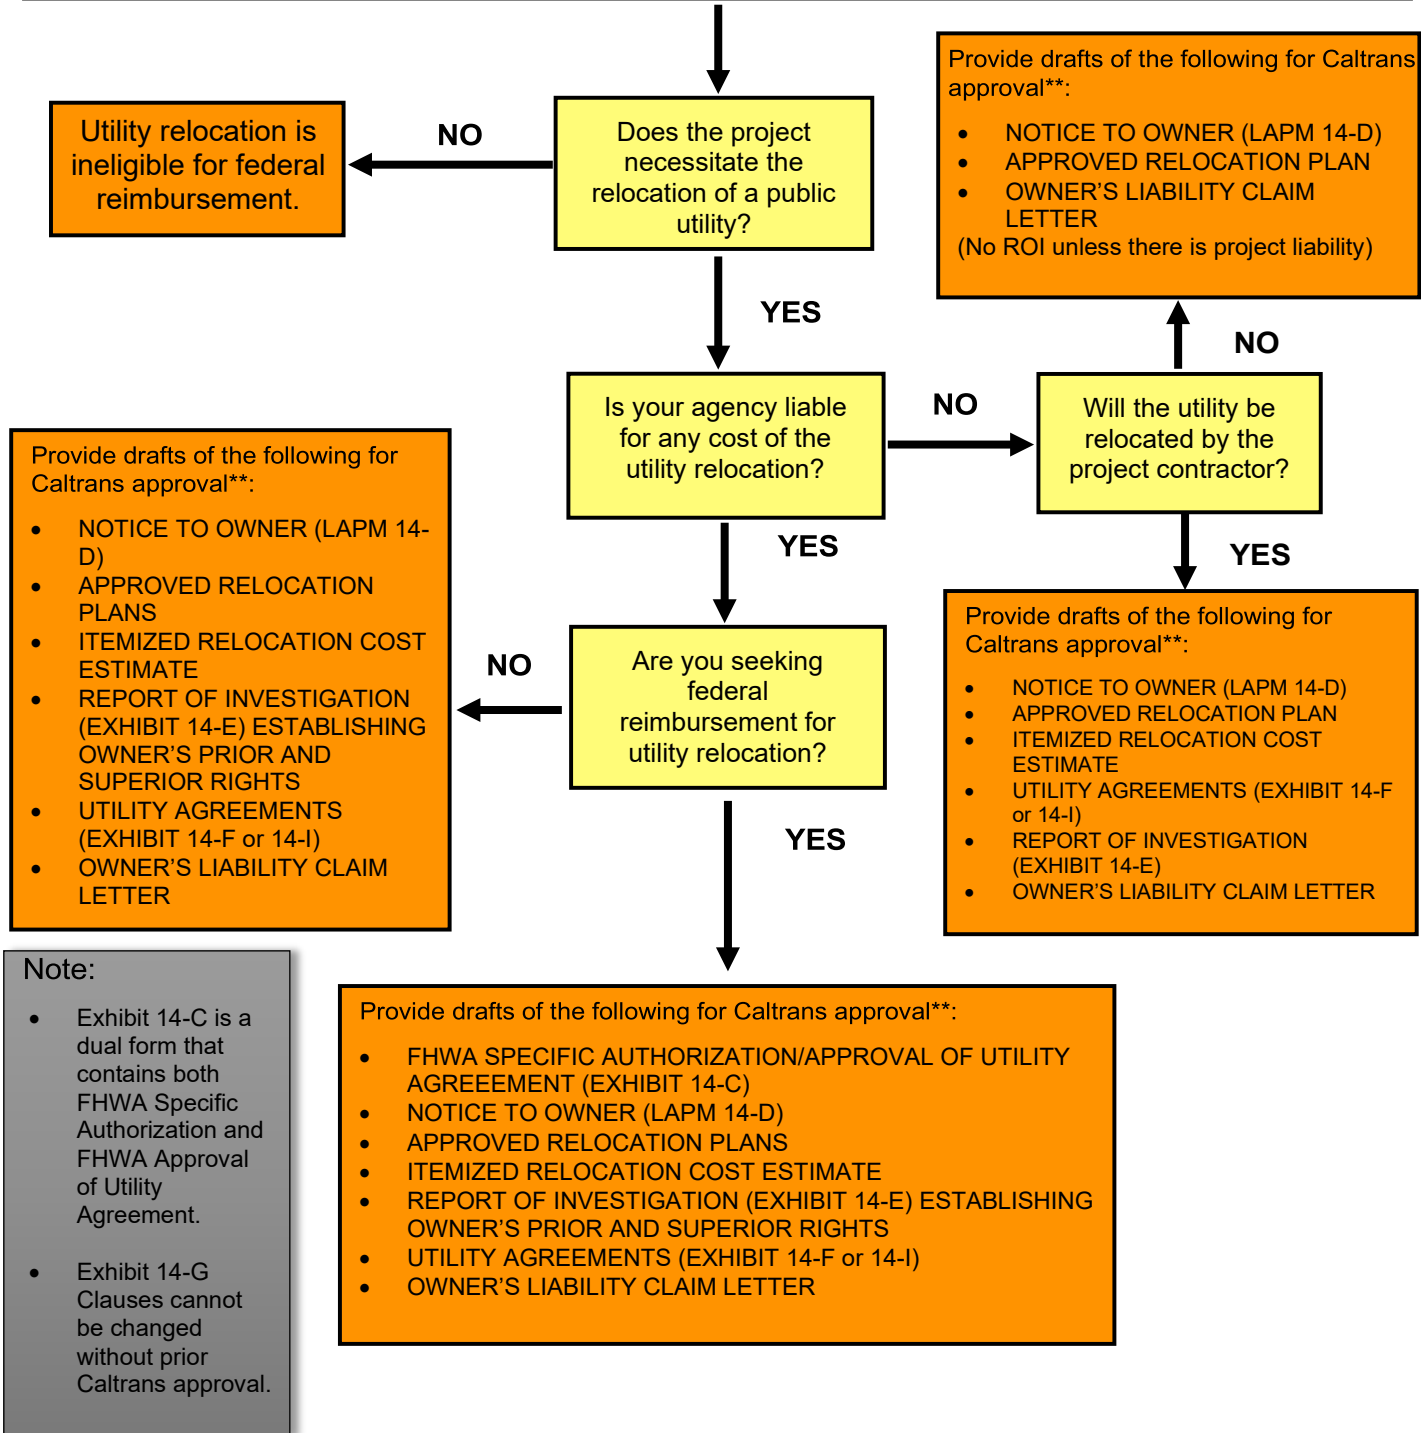 Does the project
necessitate the
relocation of a public
utility?
NO
Utility relocation is
ineligible for federal
reimbursement.
YES
Is your agency liable
for any cost of the
utility relocation?
NO
Will the utility be
relocated by the
project contractor?
NO
Provide drafts of the following for Caltrans
approval**:
• NOTICE TO OWNER (LAPM 14-D)
• APPROVED RELOCATION PLAN
• OWNER’S LIABILITY CLAIM
LETTER
(No ROI unless there is project liability)
YES
Provide drafts of the following for
Caltrans approval**:
• NOTICE TO OWNER (LAPM 14-D)
• APPROVED RELOCATION PLAN
• ITEMIZED RELOCATION COST
ESTIMATE
• UTILITY AGREEMENTS (EXHIBIT 14-F
or 14-I)
• REPORT OF INVESTIGATION
(EXHIBIT 14-E)
• OWNER’S LIABILITY CLAIM LETTER
YES
Are you seeking
federal
reimbursement for
utility relocation?
NO
Provide drafts of the following for
Caltrans approval**:
• NOTICE TO OWNER (LAPM 14-
D)
• APPROVED RELOCATION
PLANS
• ITEMIZED RELOCATION COST
ESTIMATE
• REPORT OF INVESTIGATION
(EXHIBIT 14-E) ESTABLISHING
OWNER’S PRIOR AND
SUPERIOR RIGHTS
• UTILITY AGREEMENTS
(EXHIBIT 14-F or 14-I)
• OWNER’S LIABILITY CLAIM
LETTER
YES
Provide drafts of the following for Caltrans approval**:
• FHWA SPECIFIC AUTHORIZATION/APPROVAL OF UTILITY
AGREEEMENT (EXHIBIT 14-C)
• NOTICE TO OWNER (LAPM 14-D)
• APPROVED RELOCATION PLANS
• ITEMIZED RELOCATION COST ESTIMATE
• REPORT OF INVESTIGATION (EXHIBIT 14-E) ESTABLISHING
OWNER’S PRIOR AND SUPERIOR RIGHTS
• UTILITY AGREEMENTS (EXHIBIT 14-F or 14-I)
• OWNER’S LIABILITY CLAIM LETTER
Note:
• Exhibit 14-C is a
dual form that
contains both
FHWA Specific
Authorization and
FHWA Approval
of Utility
Agreement.
• Exhibit 14-G
Clauses cannot
be changed
without prior
Caltrans approval.